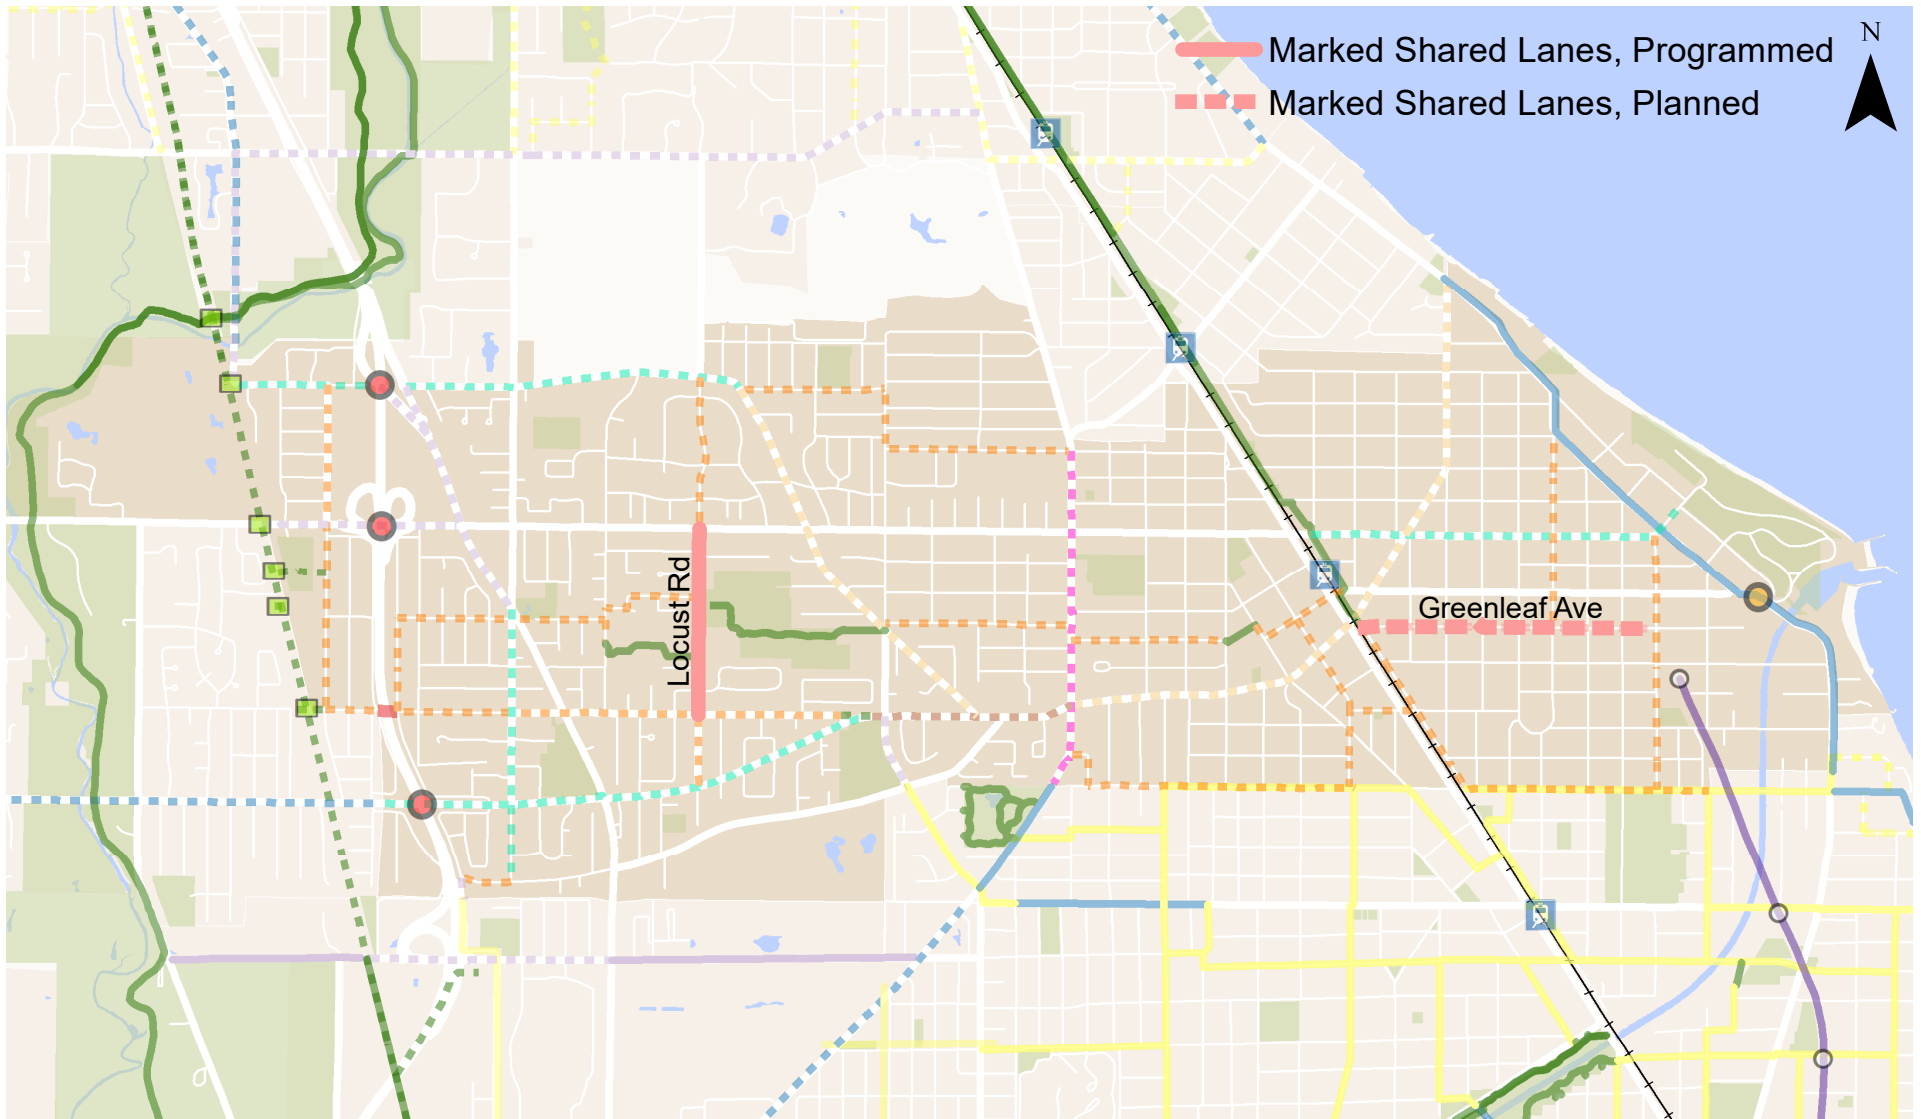 Marked Shared Lanes, Programmed
Marked Shared Lanes, Planned
N
Locust Rd
Greenleaf Ave